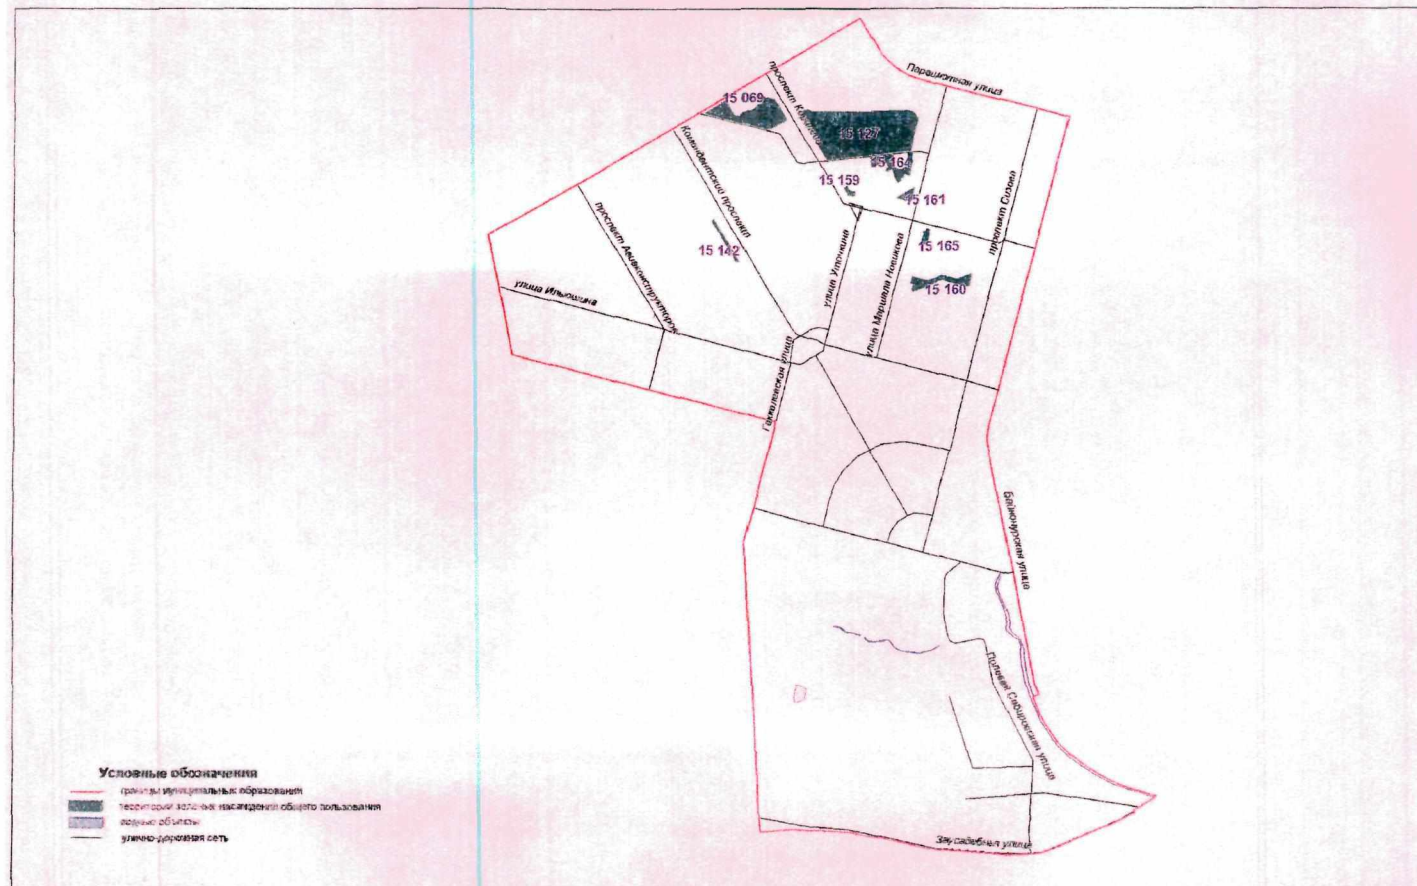 Парашютная улица
проспект
15 069
15 127
15 164
15 159
15 161
15 165
15 160
15 142
Комендантский проспект
проспект Авиаконструкторов
улица Ильюшина
улица Уточкина
улица Маршала Новикова
проспект Сизова
Гаккелевская улица
Байконурская улица
Полевая Сабировская улица
Заусадебная улица
Условные обозначения
границы муниципальных образований
территории зеленых насаждений общего пользования
водные объекты
улично-дорожная сеть